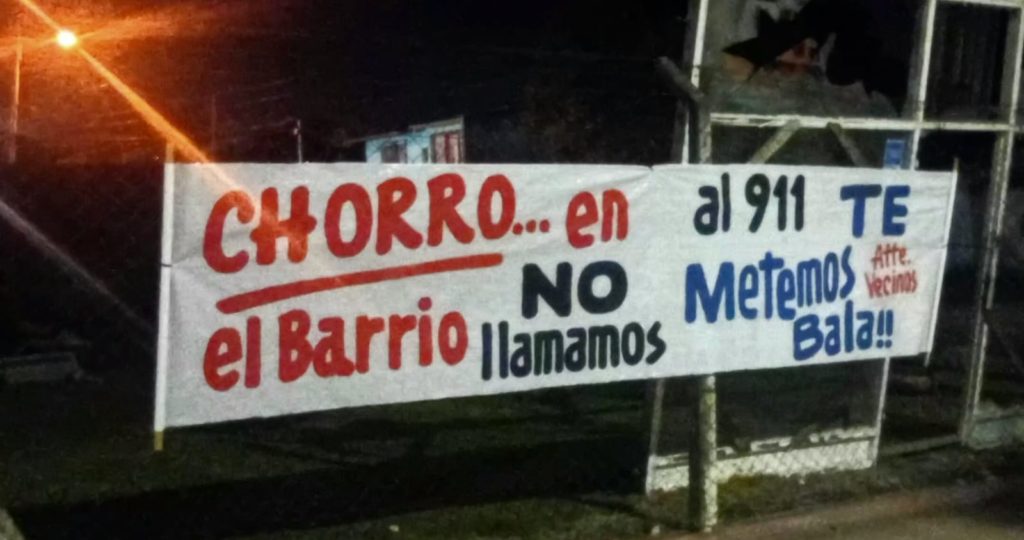 CHORRO... en
el Barrio
NO
llamamos
al 911 TE
Metemos
Bala!!
Atte.
Vecinos